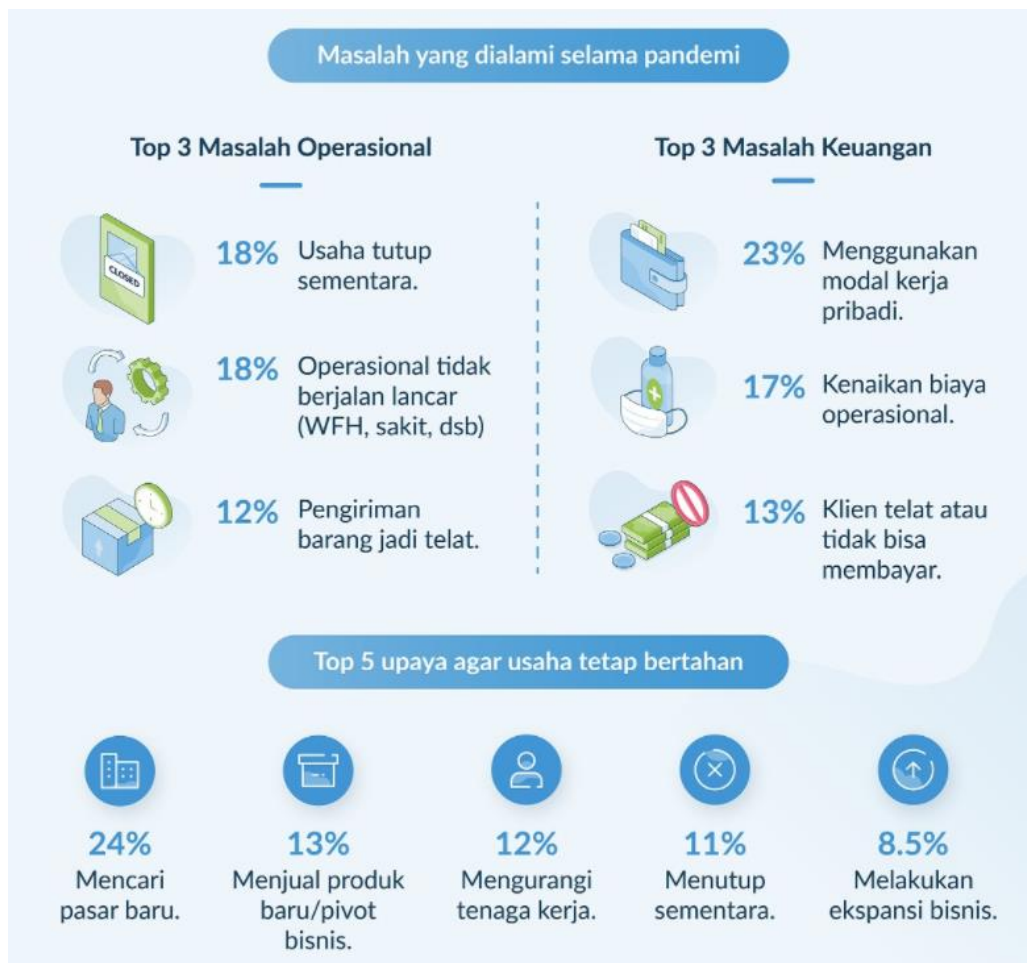 Masalah yang dialami selama pandemi
Top 3 Masalah Operasional
CLOSED
18%
Usaha tutup
sementara.
18%
Operasional tidak
berjalan lancar
(WFH, sakit, dsb)
12%
Pengiriman
barang jadi telat.
Top 3 Masalah Keuangan
23%
Menggunakan
modal kerja
pribadi.
17%
Kenaikan biaya
operasional.
13%
Klien telat atau
tidak bisa
membayar.
Top 5 upaya agar usaha tetap bertahan
24%
Mencari
pasar baru.
13%
Menjual produk
baru/pivot
bisnis.
12%
Mengurangi
tenaga kerja.
11%
Menutup
sementara.
8.5%
Melakukan
ekspansi bisnis.